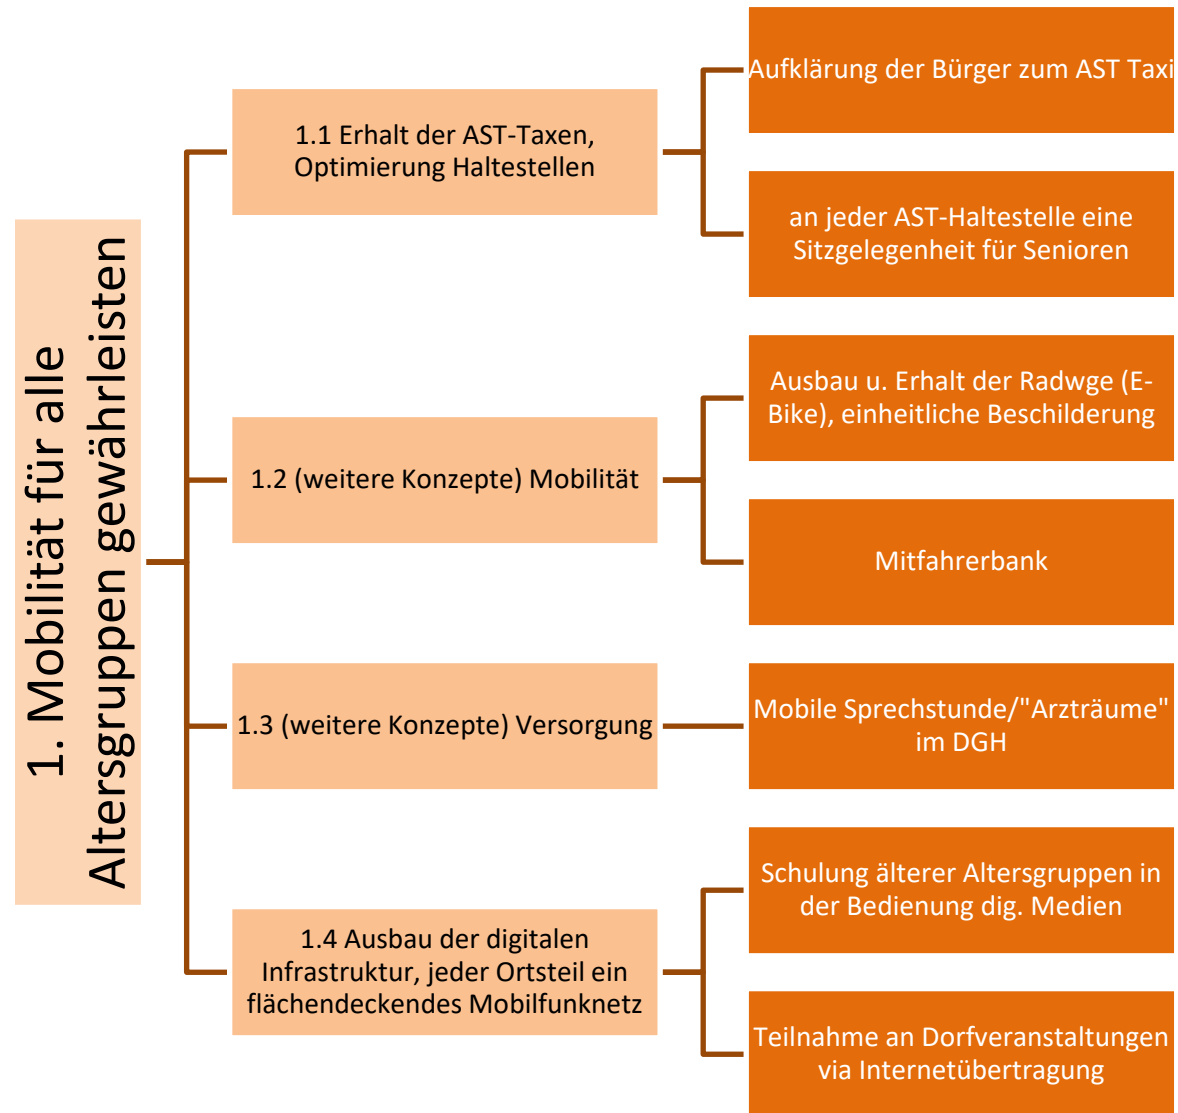 1. Mobilität für alle
Altersgruppen gewährleisten
1.1 Erhalt der AST-Taxen,
Optimierung Haltestellen
Aufklärung der Bürger zum AST Taxi
an jeder AST-Haltestelle eine
Sitzgelegenheit für Senioren
1.2 (weitere Konzepte) Mobilität
Ausbau u. Erhalt der Radwge (E-
Bike), einheitliche Beschilderung
Mitfahrerbank
1.3 (weitere Konzepte) Versorgung
Mobile Sprechstunde/"Arzträume"
im DGH
1.4 Ausbau der digitalen
Infrastruktur, jeder Ortsteil ein
flächendeckendes Mobilfunknetz
Schulung älterer Altersgruppen in
der Bedienung dig. Medien
Teilnahme an Dorfveranstaltungen
via Internetübertragung